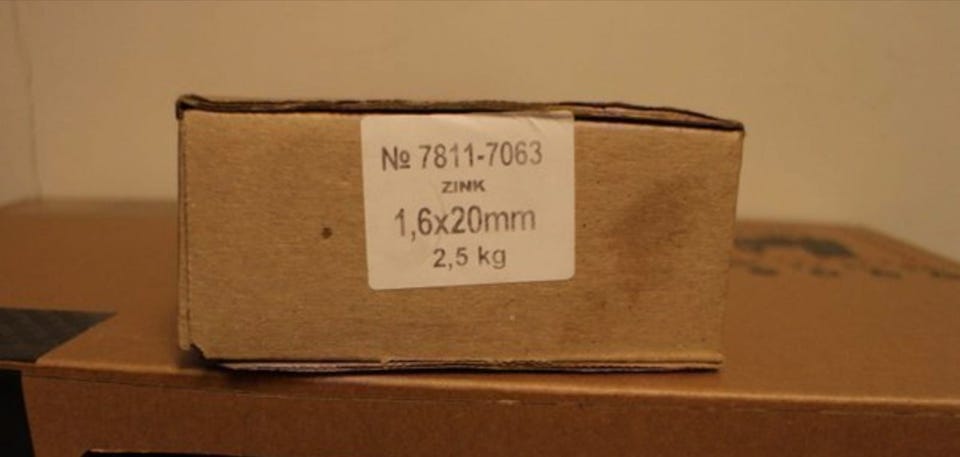 № 7811-7063
ZINK
1,6x20mm
2,5 kg